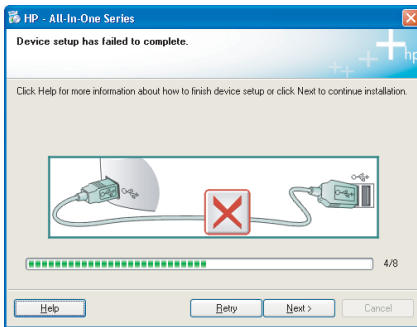 HP - All-In-One Series
Device setup has failed to complete.
hp
Click Help for more information about how to finish device setup or click Next to continue installation.
4/8
Help
Retry
Next >
Cancel